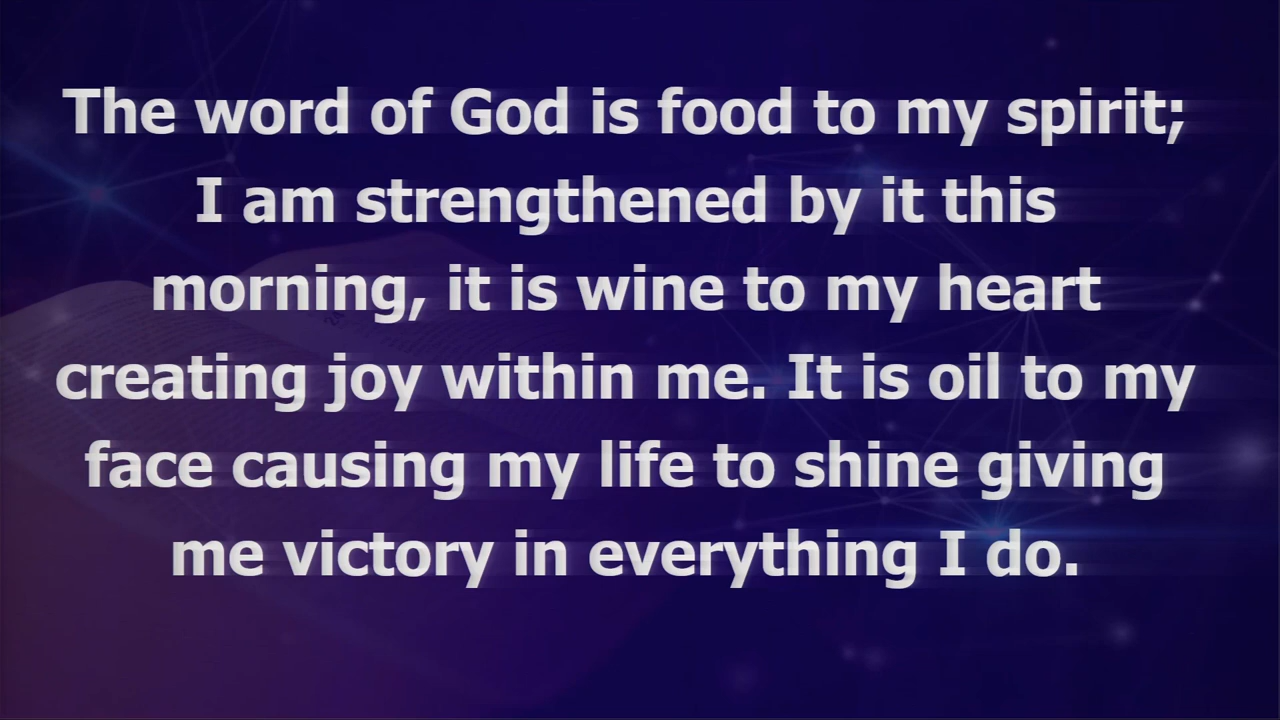 The word of God is food to my spirit;
I am strengthened by it this
morning, it is wine to my heart
creating joy within me. It is oil to my
face causing my life to shine giving
me victory in everything I do.